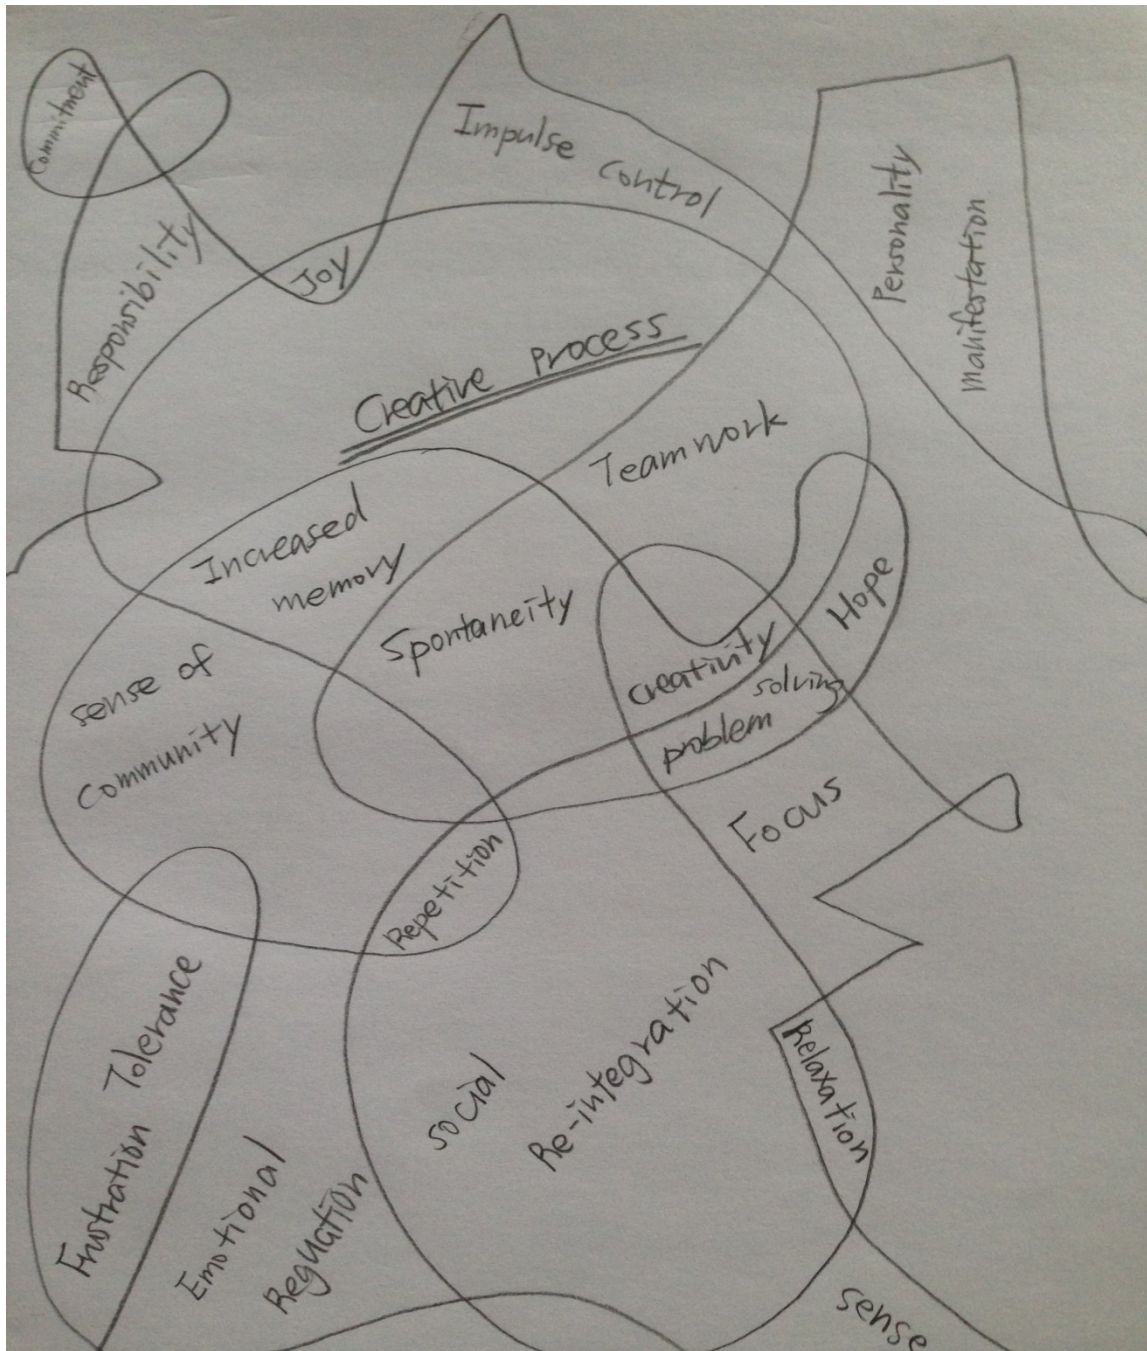 Commitment
Impulse control
Personality
Manifestation
Responsibility
Joy
Creative Process
Teamwork
Increased
memory
Hope
Spontaneity
sense of
Community
creativity
problem solving
Focus
Repetition
Frustration Tolerance
social
Re-integration
Relaxation
Emotional
Regulation
sense